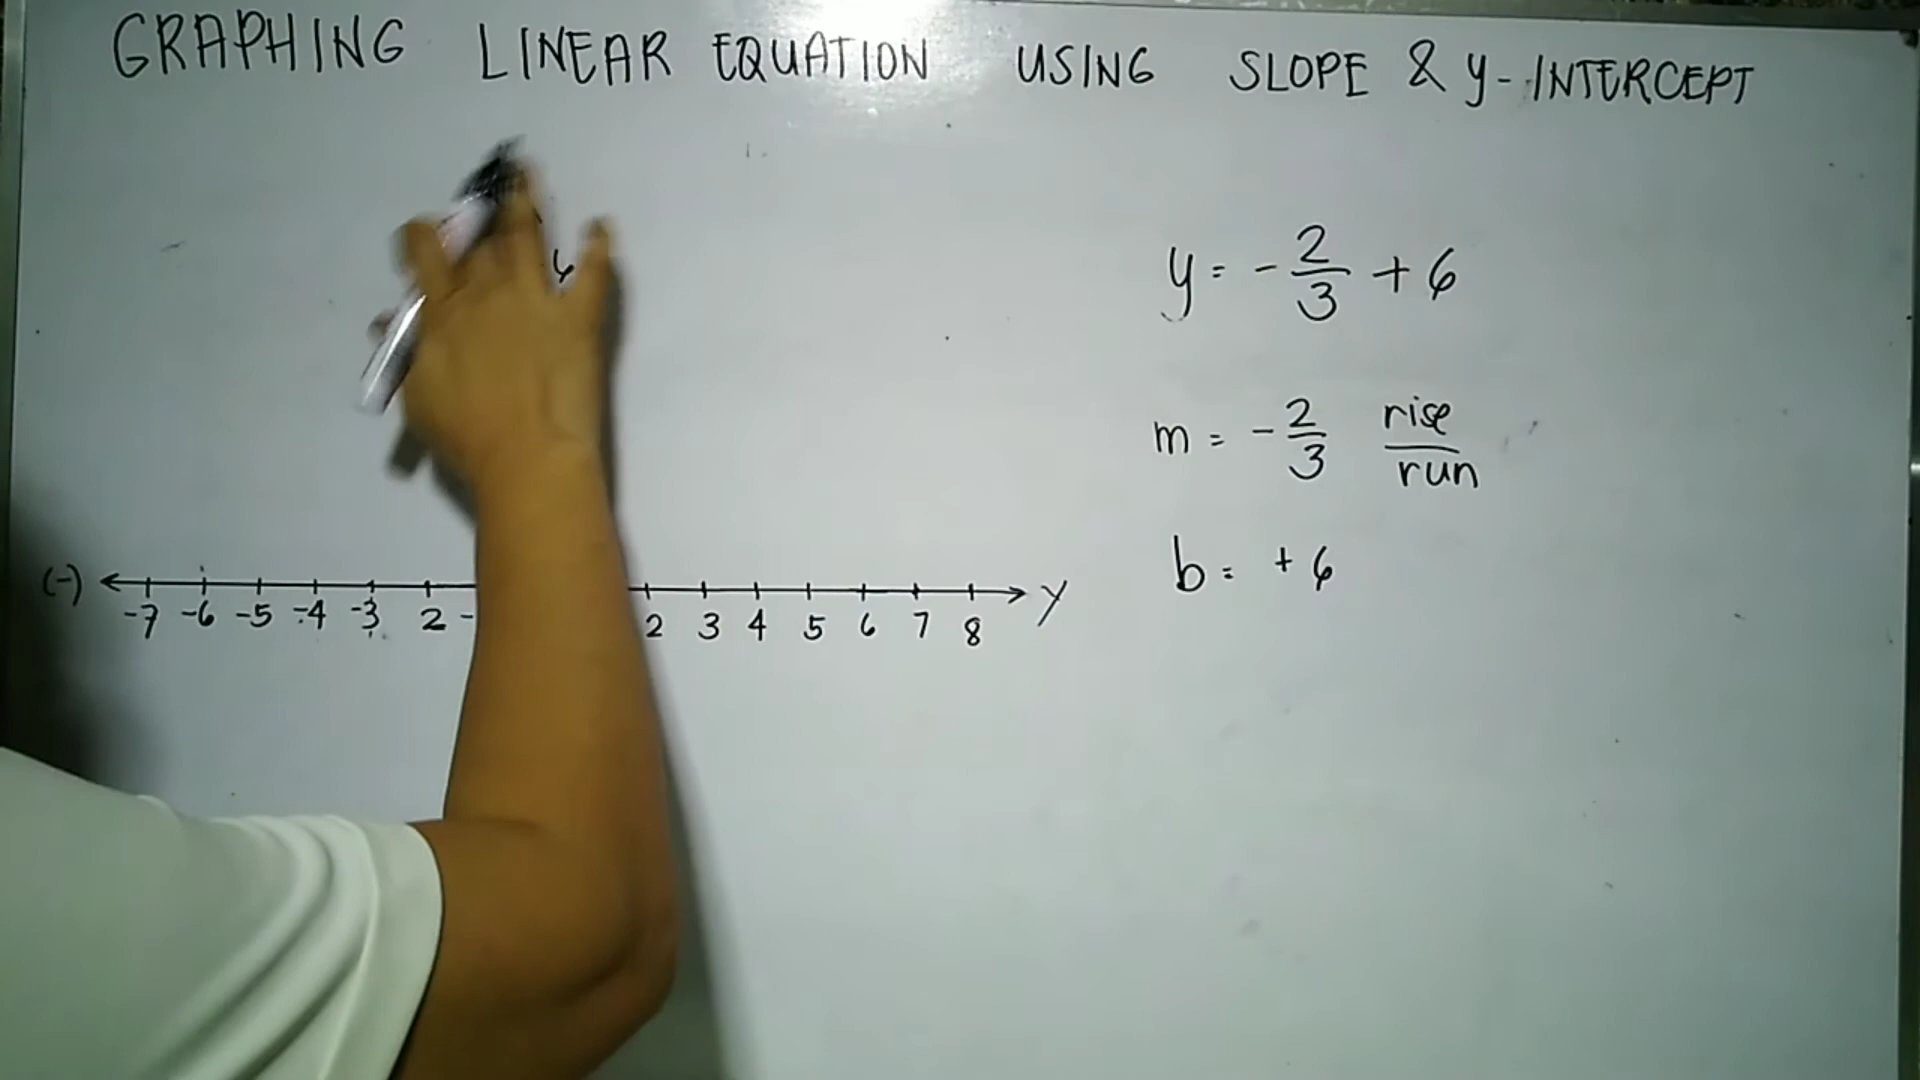 GRAPHING LINEAR EQUATION USING SLOPE & y-INTERCEPT
6
y = - 2/3 + 6
m = - 2/3 rise/run
b = + 6
(-) y
-7 -6 -5 -4 -3 2 - 2 3 4 5 6 7 8